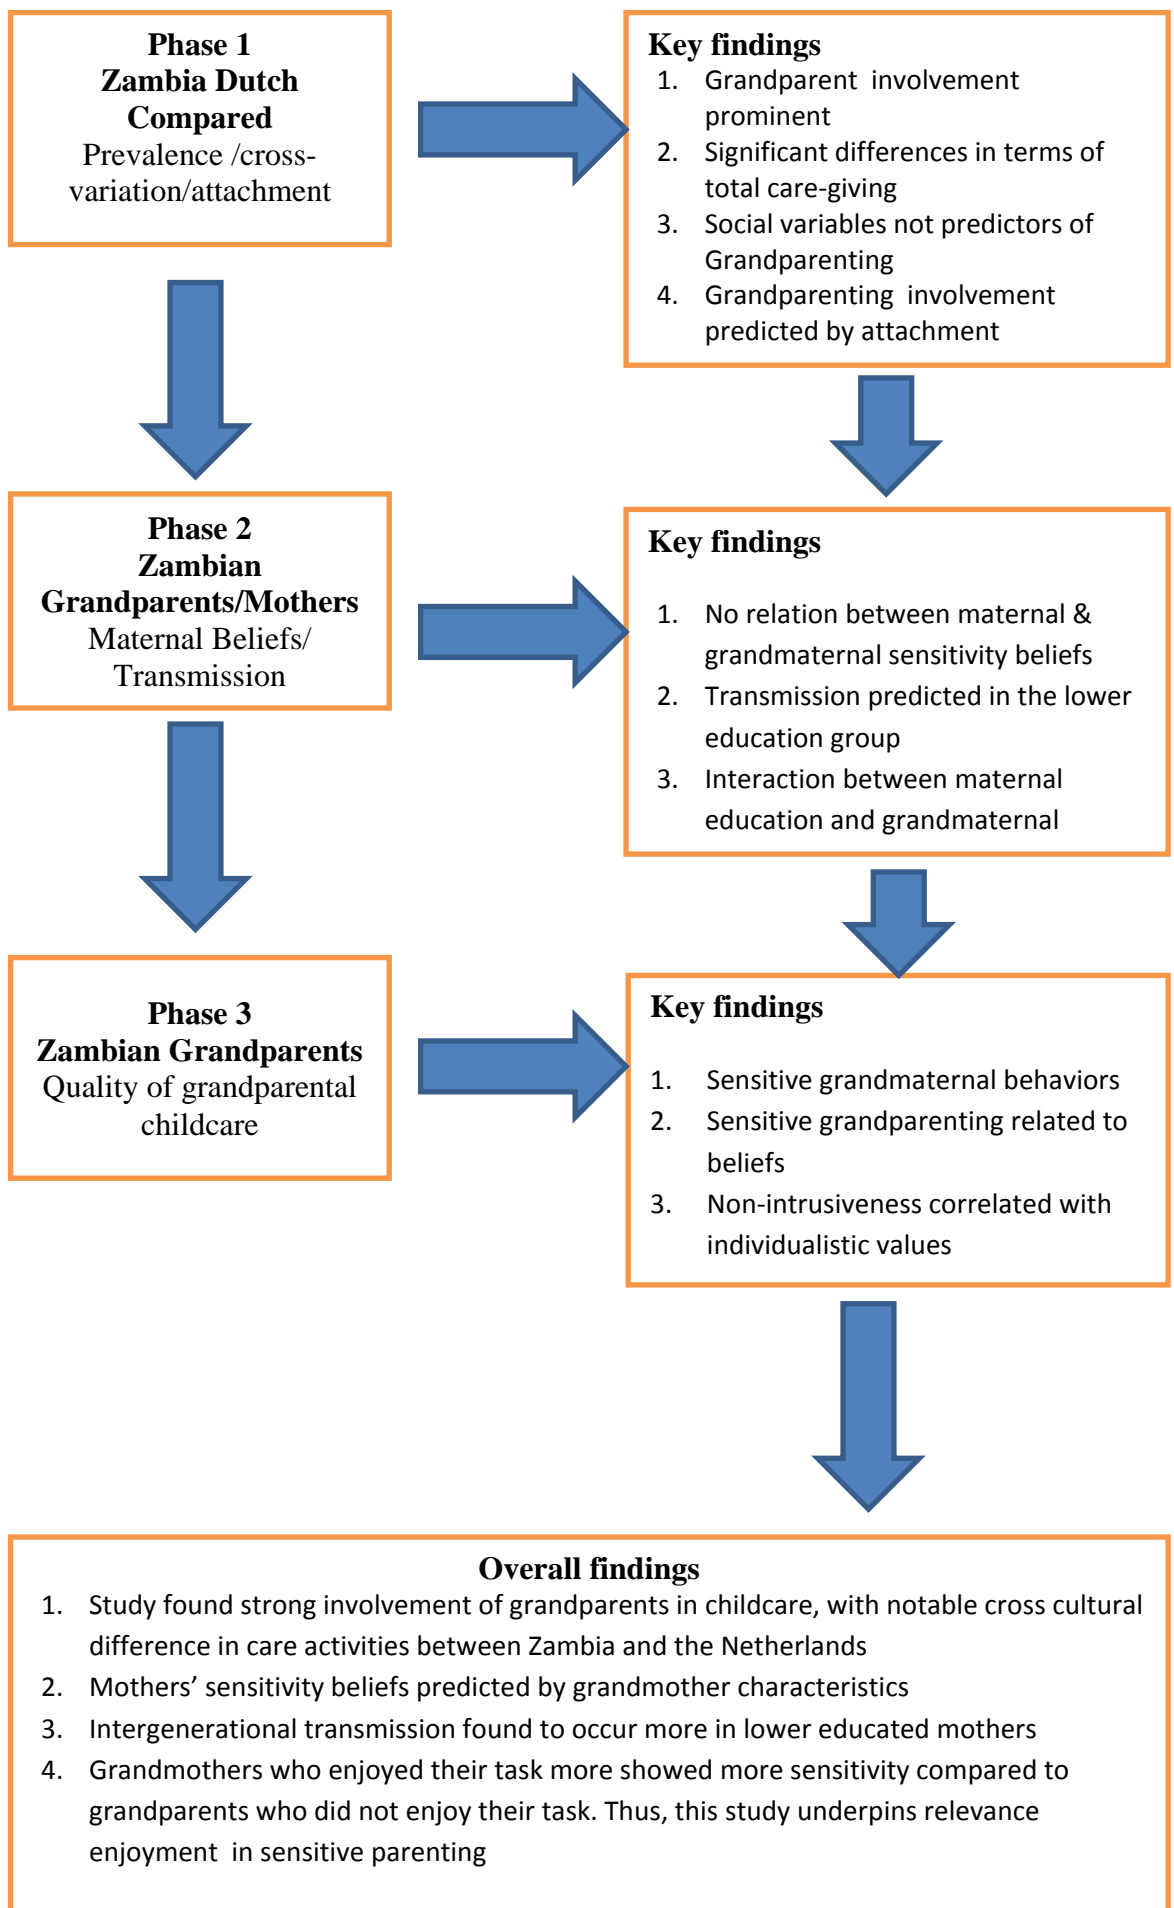 Phase 1
Zambia Dutch
Compared
Prevalence /cross-
variation/attachment
Key findings
1. Grandparent involvement
prominent
2. Significant differences in terms of
total care-giving
3. Social variables not predictors of
Grandparenting
4. Grandparenting involvement
predicted by attachment
Phase 2
Zambian
Grandparents/Mothers
Maternal Beliefs/
Transmission
Key findings
1. No relation between maternal &
grandmaternal sensitivity beliefs
2. Transmission predicted in the lower
education group
3. Interaction between maternal
education and grandmaternal
Phase 3
Zambian Grandparents
Quality of grandparental
childcare
Key findings
1. Sensitive grandmaternal behaviors
2. Sensitive grandparenting related to
beliefs
3. Non-intrusiveness correlated with
individualistic values
Overall findings
1. Study found strong involvement of grandparents in childcare, with notable cross cultural
difference in care activities between Zambia and the Netherlands
2. Mothers’ sensitivity beliefs predicted by grandmother characteristics
3. Intergenerational transmission found to occur more in lower educated mothers
4. Grandmothers who enjoyed their task more showed more sensitivity compared to
grandparents who did not enjoy their task. Thus, this study underpins relevance
enjoyment in sensitive parenting